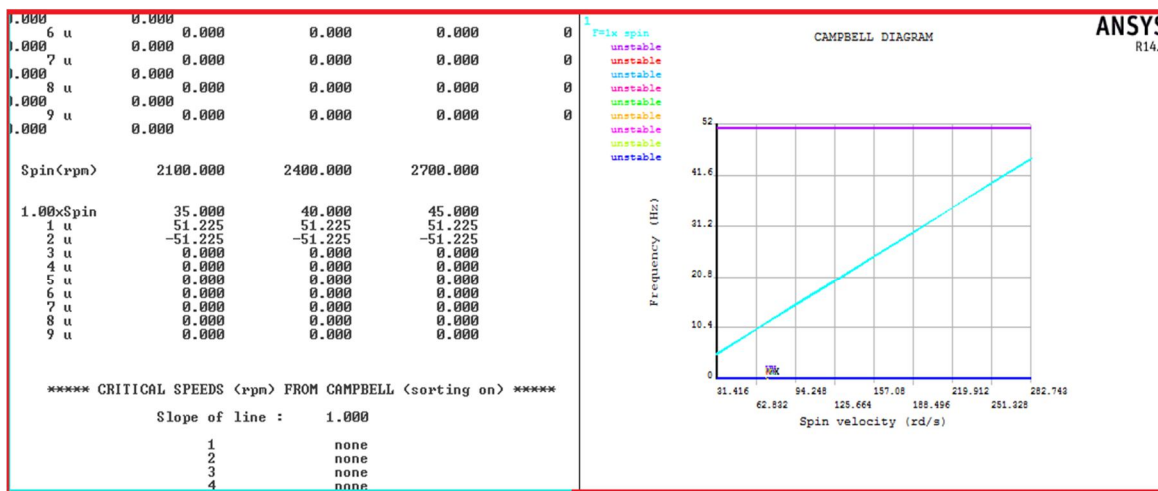 0.000 0.000
6 u 0.000 0.000 0.000 0
0.000 0.000
7 u 0.000 0.000 0.000 0
0.000 0.000
8 u 0.000 0.000 0.000 0
0.000 0.000
9 u 0.000 0.000 0.000 0
0.000 0.000
Spin(rpm) 2100.000 2400.000 2700.000
1.00xSpin 35.000 40.000 45.000
1 u 51.225 51.225 51.225
2 u -51.225 -51.225 -51.225
3 u 0.000 0.000 0.000
4 u 0.000 0.000 0.000
5 u 0.000 0.000 0.000
6 u 0.000 0.000 0.000
7 u 0.000 0.000 0.000
8 u 0.000 0.000 0.000
9 u 0.000 0.000 0.000
***** CRITICAL SPEEDS (rpm) FROM CAMPBELL (sorting on) *****
Slope of line : 1.000
1 none
2 none
3 none
4 none
1
F=1x spin
unstable
unstable
unstable
unstable
unstable
unstable
unstable
unstable
unstable
CAMPBELL DIAGRAM
ANSYS
R14.
Frequency (Hz)
52
41.6
31.2
20.8
10.4
0
31.416 94.248 157.08 219.912 282.743
62.832 125.664 188.496 251.328
Spin velocity (rd/s)